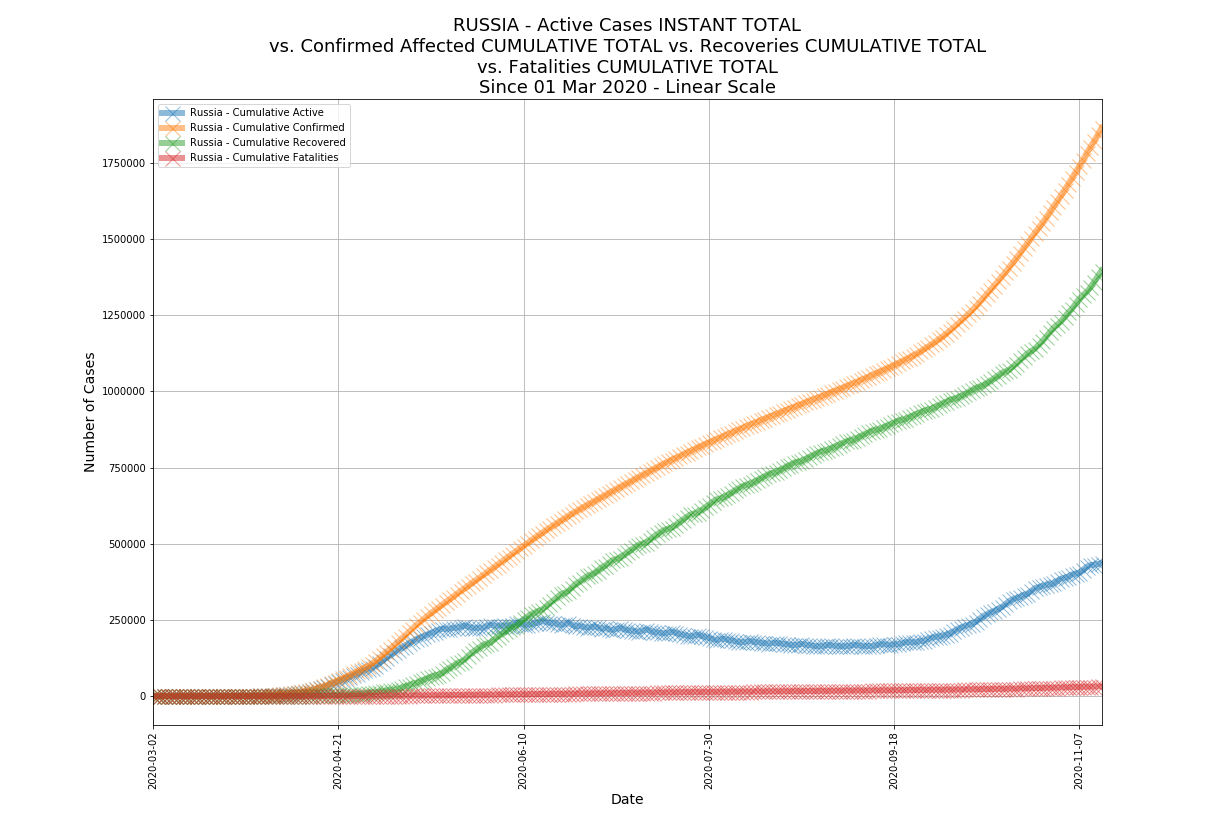 RUSSIA - Active Cases INSTANT TOTAL
vs. Confirmed Affected CUMULATIVE TOTAL vs. Recoveries CUMULATIVE TOTAL
vs. Fatalities CUMULATIVE TOTAL
Since 01 Mar 2020 - Linear Scale
Russia - Cumulative Active
Russia - Cumulative Confirmed
Russia - Cumulative Recovered
Russia - Cumulative Fatalities
Number of Cases
1750000
1500000
1250000
1000000
750000
500000
250000
0
2020-03-02
2020-04-21
2020-06-10
2020-07-30
2020-09-18
2020-11-07
Date